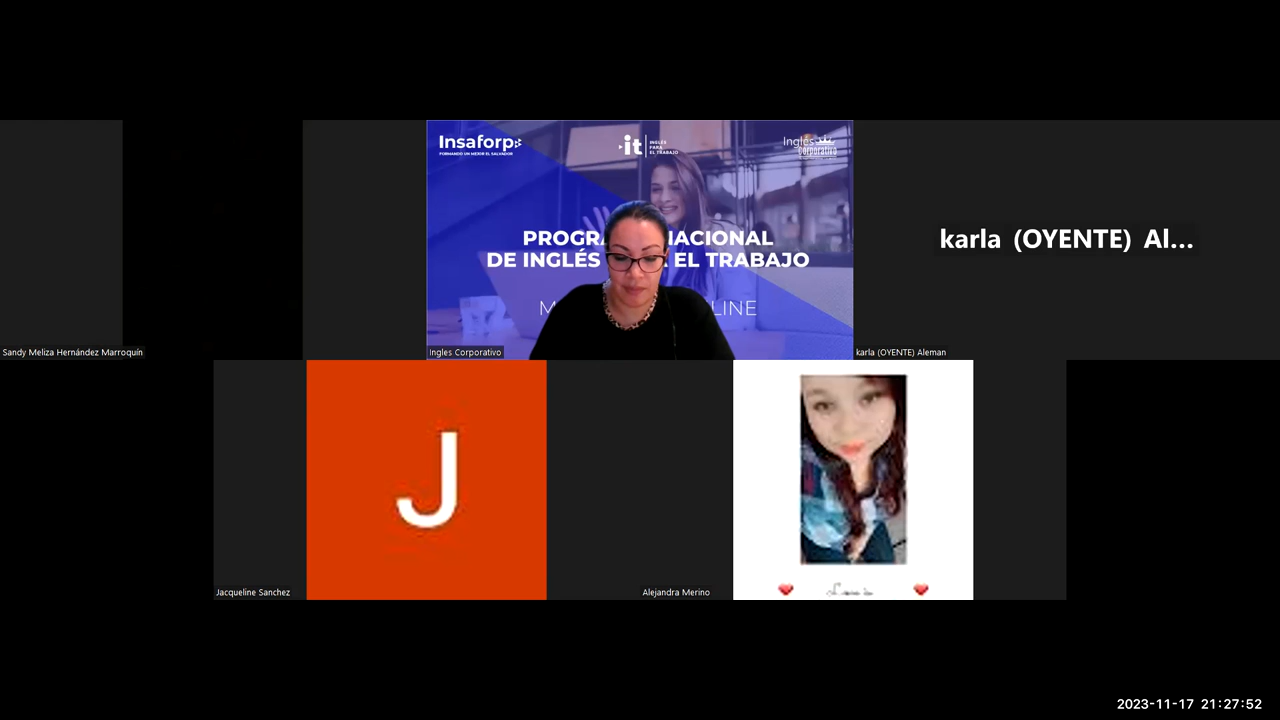 Insaforp
FORMANDO UN MEJOR EL SALVADOR
it
INGLÉS
PARA
EL TRABAJO
Inglés
corporativo
PROGR NACIONAL
DE INGLÉS A EL TRABAJO
M LINE
karla (OYENTE) Al...
Sandy Meliza Hernández Marroquín
Ingles Corporativo
karla (OYENTE) Aleman
J
Jacqueline Sanchez
Alejandra Merino
2023-11-17 21:27:52